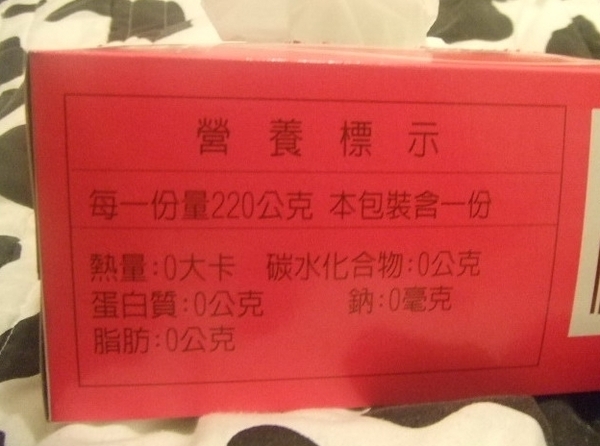 營養標示
每一份量220公克 本包裝含一份
熱量:0大卡 碳水化合物:0公克
蛋白質:0公克 鈉:0毫克
脂肪:0公克